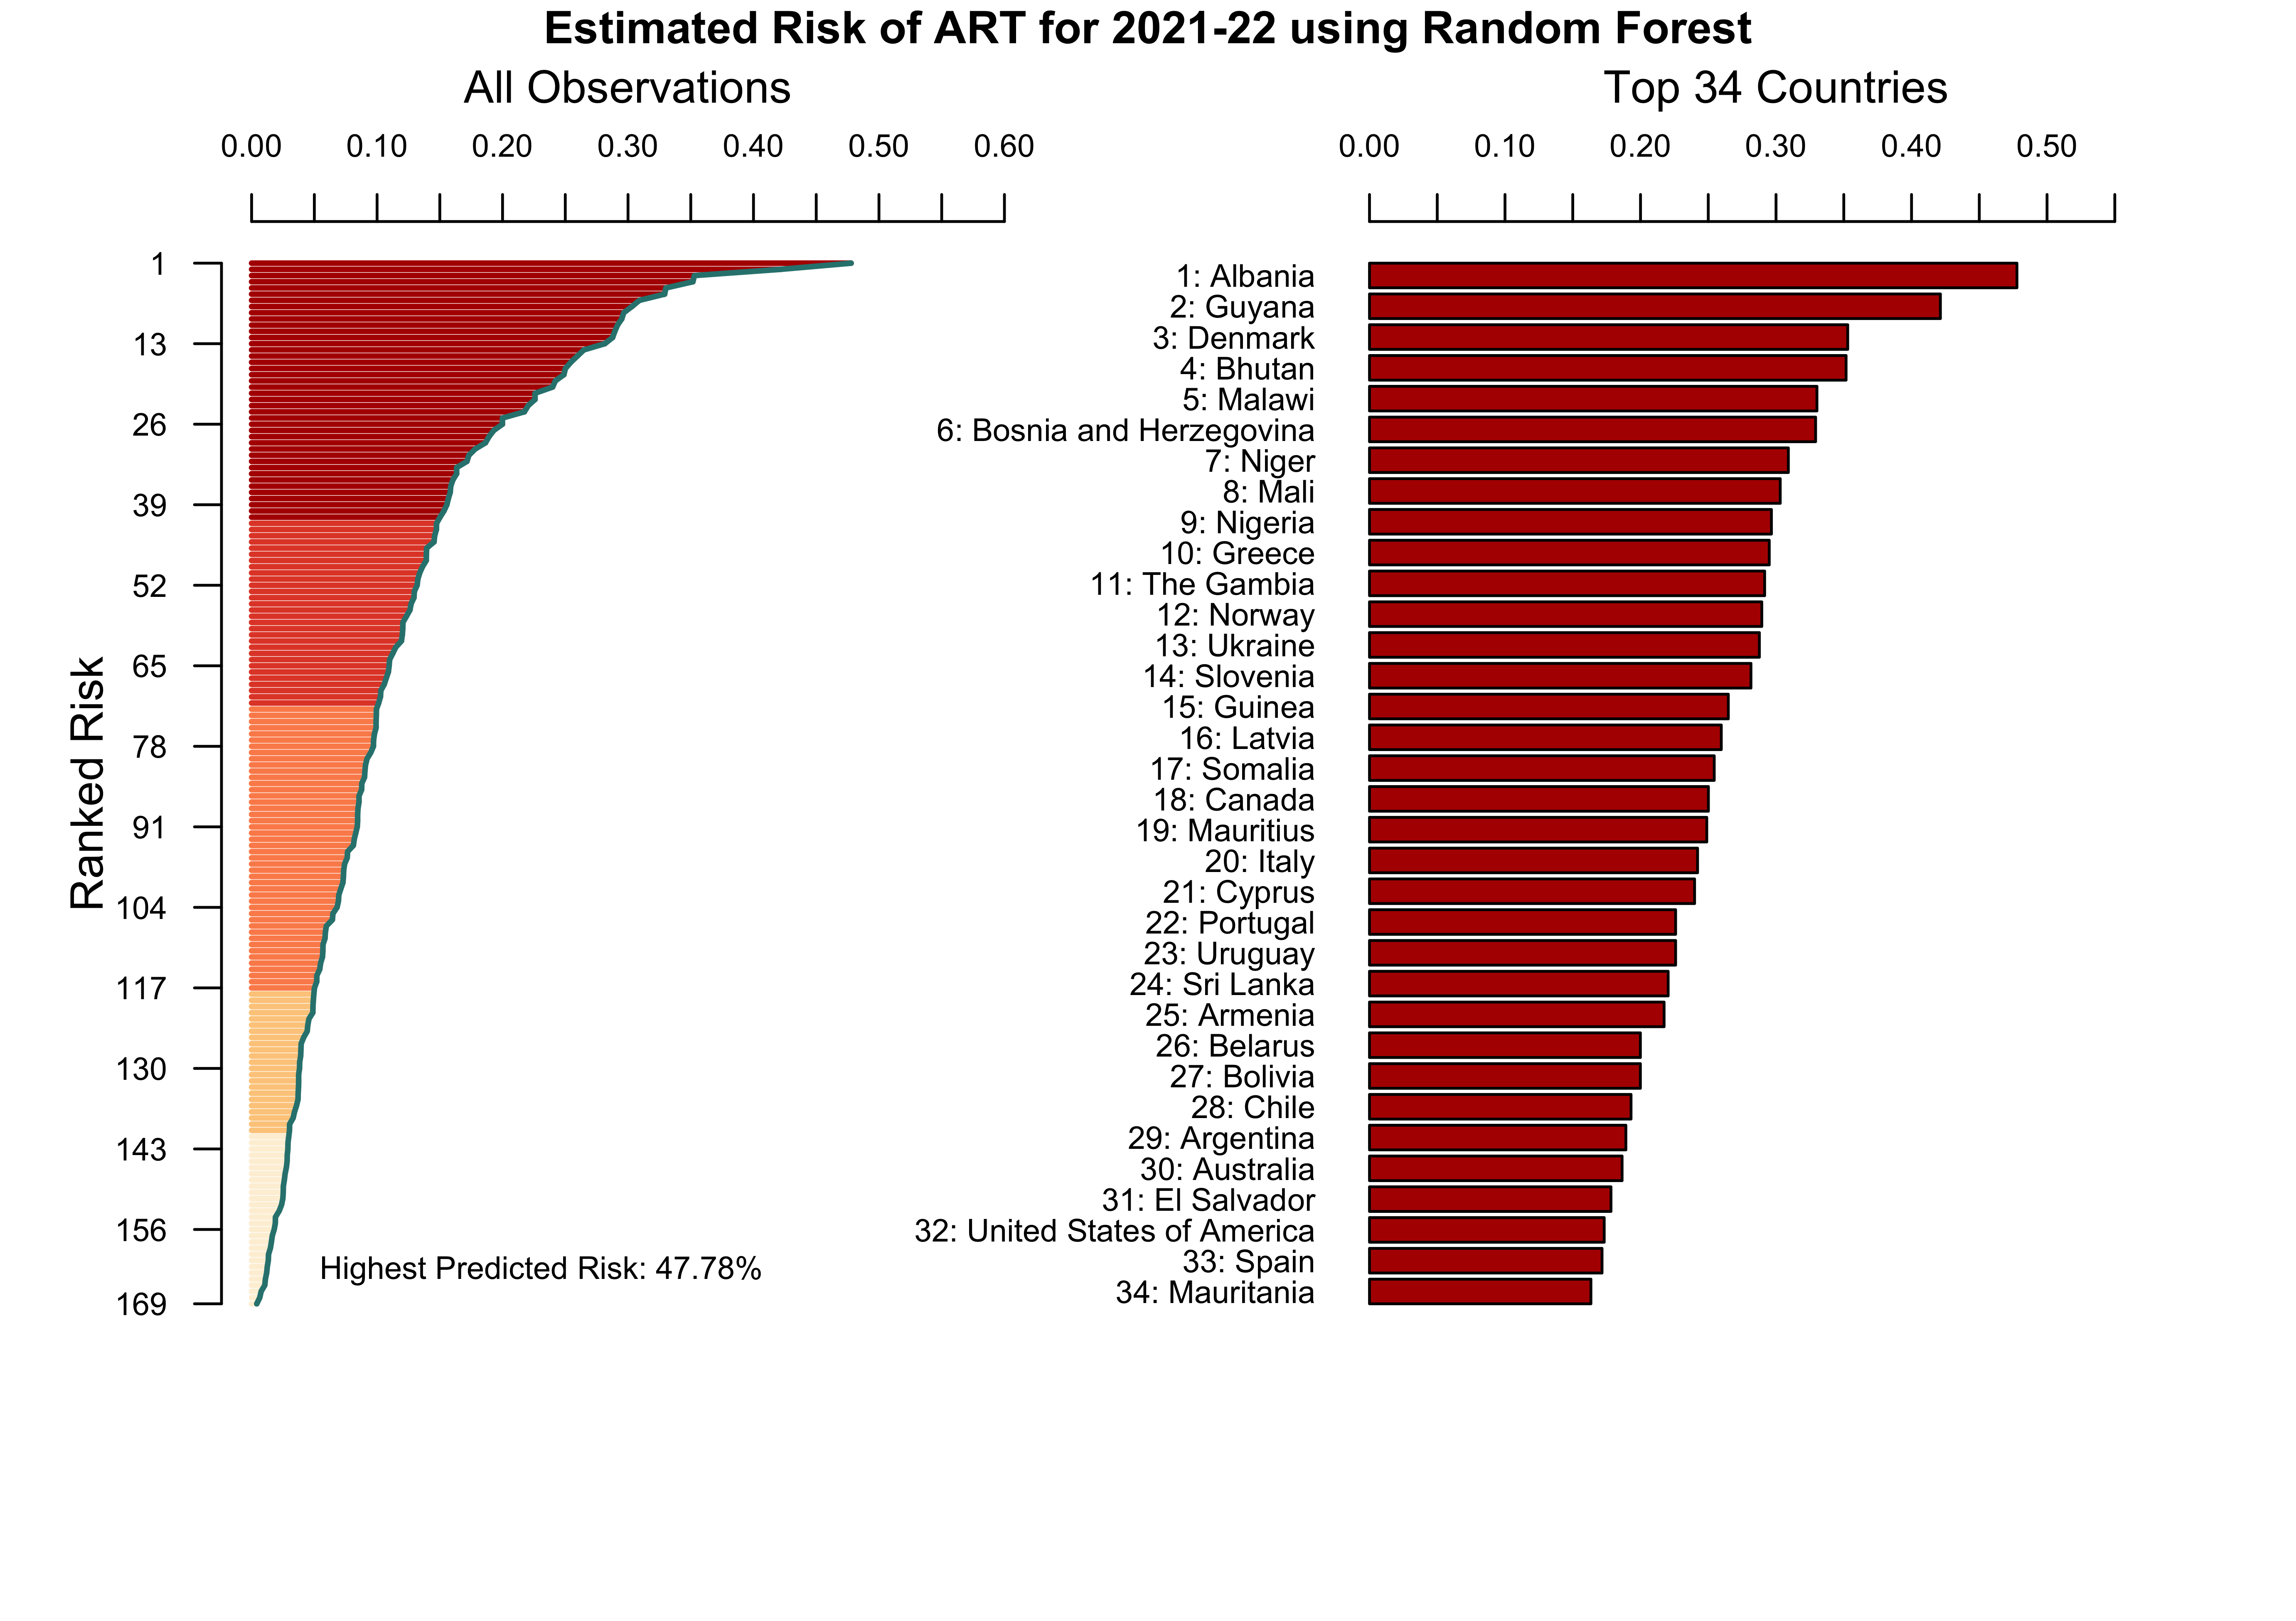 Estimated Risk of ART for 2021-22 using Random Forest
All Observations
0.00 0.10 0.20 0.30 0.40 0.50 0.60
Ranked Risk
1
13
26
39
52
65
78
91
104
117
130
143
156
169
Highest Predicted Risk: 47.78%
Top 34 Countries
0.00 0.10 0.20 0.30 0.40 0.50
1: Albania
2: Guyana
3: Denmark
4: Bhutan
5: Malawi
6: Bosnia and Herzegovina
7: Niger
8: Mali
9: Nigeria
10: Greece
11: The Gambia
12: Norway
13: Ukraine
14: Slovenia
15: Guinea
16: Latvia
17: Somalia
18: Canada
19: Mauritius
20: Italy
21: Cyprus
22: Portugal
23: Uruguay
24: Sri Lanka
25: Armenia
26: Belarus
27: Bolivia
28: Chile
29: Argentina
30: Australia
31: El Salvador
32: United States of America
33: Spain
34: Mauritania